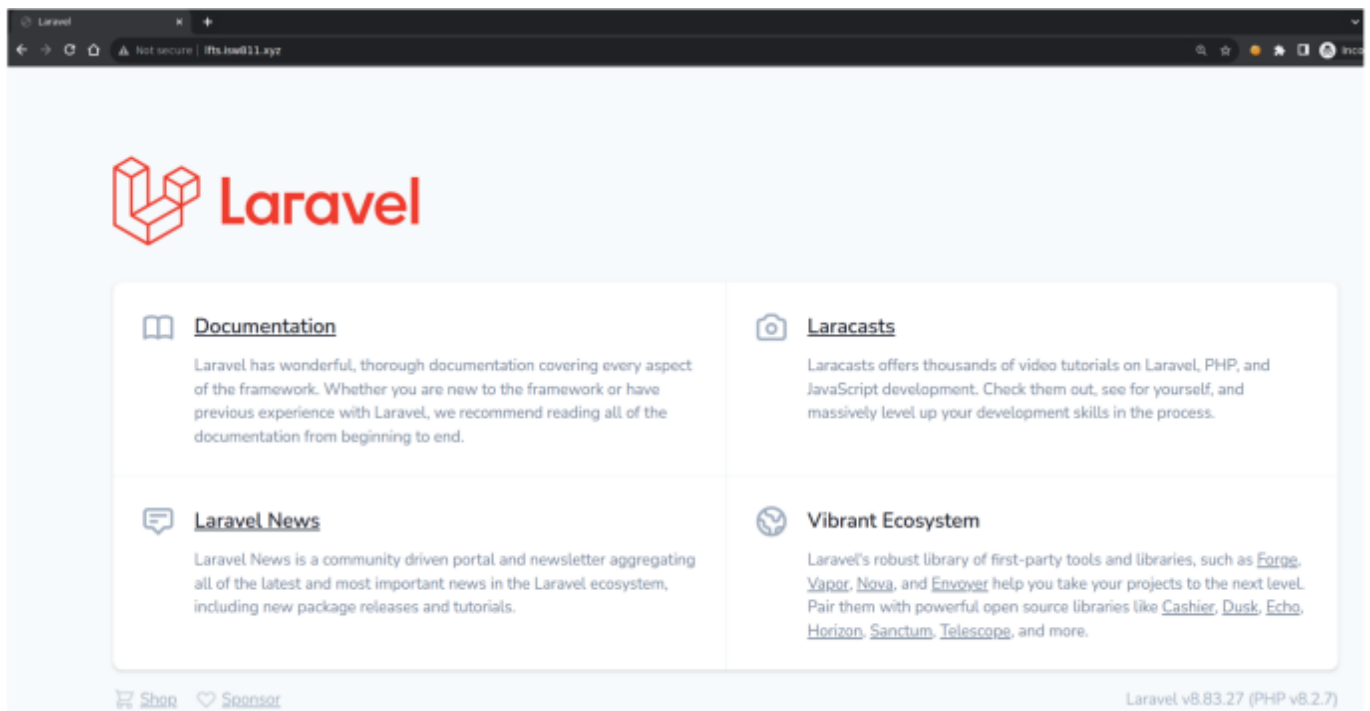 Laravel
Not secure | lfts.isw811.xyz
Inco
Laravel
Documentation
Laravel has wonderful, thorough documentation covering every aspect
of the framework. Whether you are new to the framework or have
previous experience with Laravel, we recommend reading all of the
documentation from beginning to end.
Laracasts
Laracasts offers thousands of video tutorials on Laravel, PHP, and
JavaScript development. Check them out, see for yourself, and
massively level up your development skills in the process.
Laravel News
Laravel News is a community driven portal and newsletter aggregating
all of the latest and most important news in the Laravel ecosystem,
including new package releases and tutorials.
Vibrant Ecosystem
Laravel's robust library of first-party tools and libraries, such as Forge,
Vapor, Nova, and Envoyer help you take your projects to the next level.
Pair them with powerful open source libraries like Cashier, Dusk, Echo,
Horizon, Sanctum, Telescope, and more.
Shop Sponsor
Laravel v8.83.27 (PHP v8.2.7)